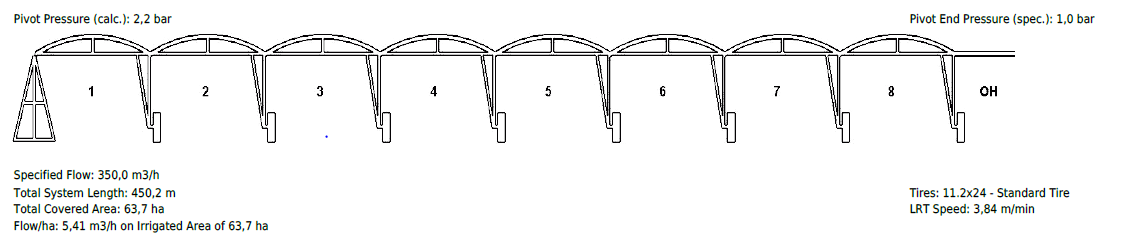 Pivot Pressure (calc.): 2,2 bar
Pivot End Pressure (spec.): 1,0 bar
1 2 3 4 5 6 7 8 OH
Specified Flow: 350,0 m3/h
Total System Length: 450,2 m
Total Covered Area: 63,7 ha
Flow/ha: 5,41 m3/h on Irrigated Area of 63,7 ha
Tires: 11.2x24 - Standard Tire
LRT Speed: 3,84 m/min